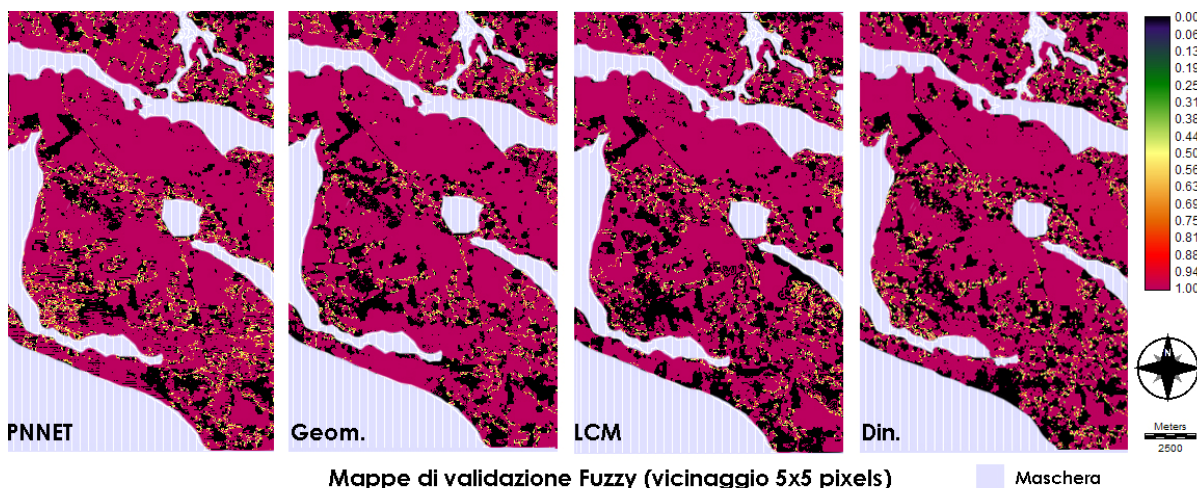 0.00
0.06
0.13
0.19
0.25
0.31
0.38
0.44
0.50
0.56
0.63
0.69
0.75
0.81
0.88
0.94
1.00
N
Meters
2500
PNNET
Geom.
LCM
Din.
Mappe di validazione Fuzzy (vicinaggio 5x5 pixels)
Maschera